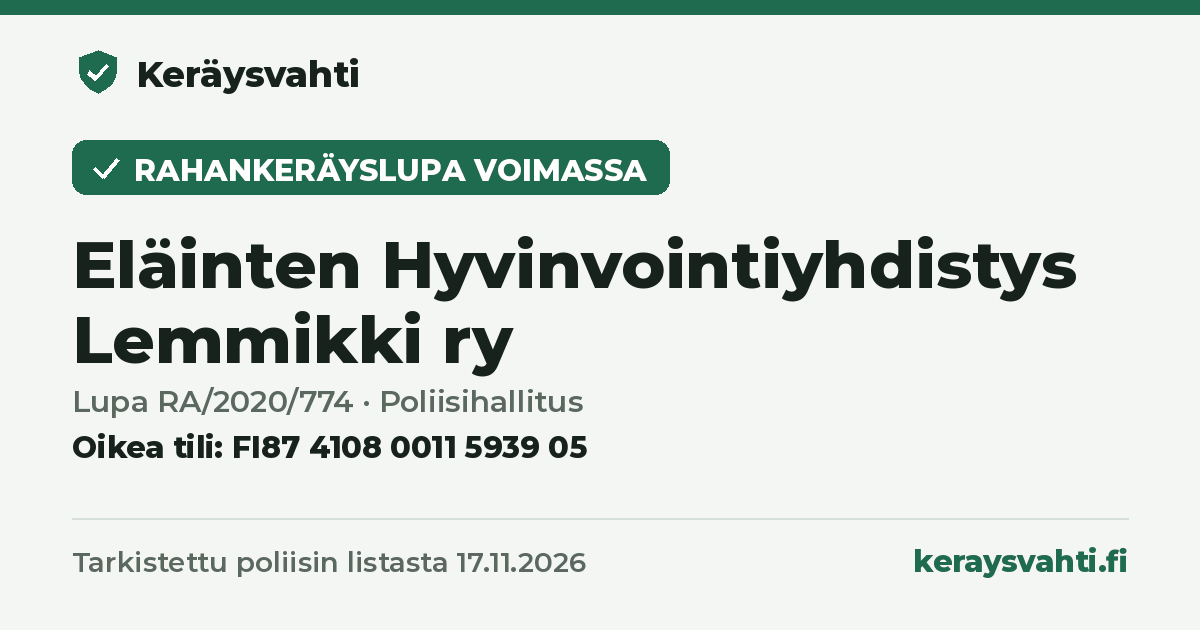 Keräysvahti
RAHANKERÄYSLUPA VOIMASSA
Eläinten Hyvinvointiyhdistys
Lemmikki ry
Lupa RA/2020/774 · Poliisihallitus
Oikea tili: FI87 4108 0011 5939 05
Tarkistettu poliisin listasta 17.11.2026
keraysvahti.fi